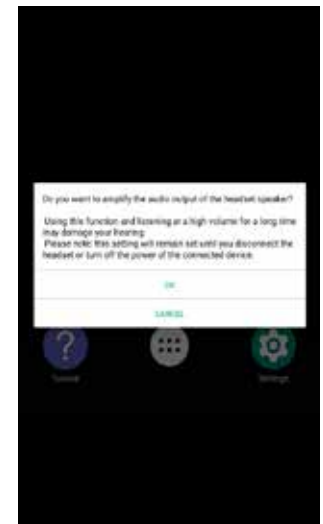 Do you want to amplify the audio output of the headset speaker?
Using this function and listening at a high volume for a long time
may damage your hearing.
Please note: this setting will remain set until you disconnect the
headset or turn off the power of the connected device.
OK
CANCEL
Tutorial
Settings